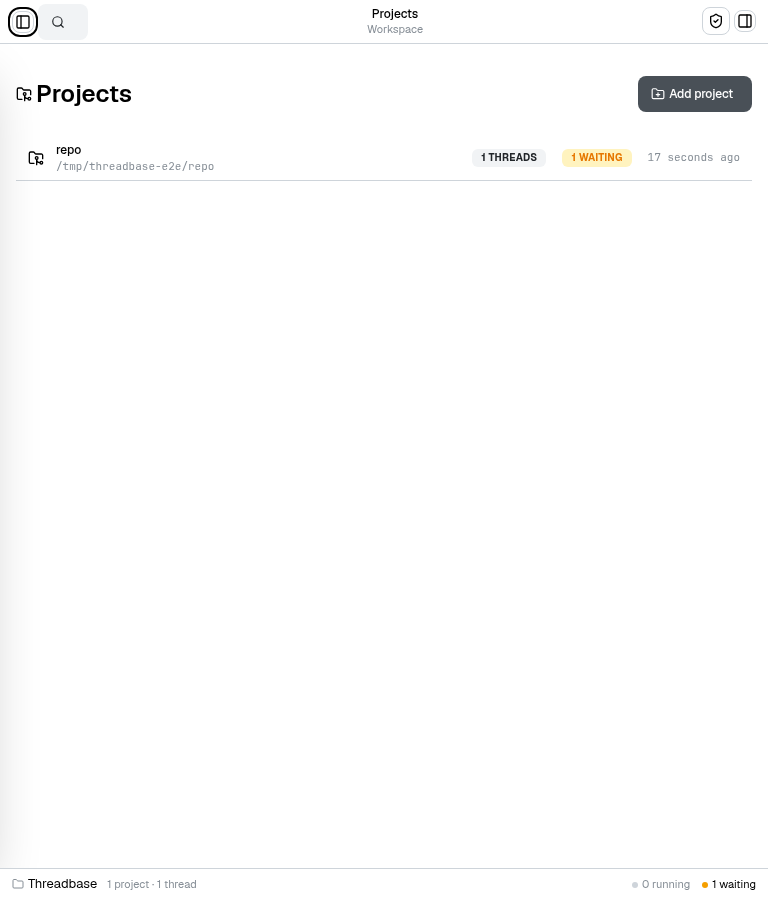 Projects
Workspace
Projects
Add project
repo
/tmp/threadbase-e2e/repo
1 THREADS
1 WAITING
17 seconds ago
Threadbase
1 project · 1 thread
0 running
1 waiting